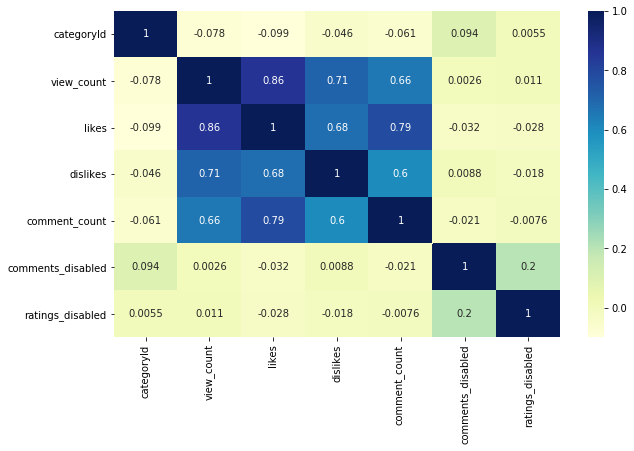 categoryId 1 -0.078 -0.099 -0.046 -0.061 0.094 0.0055
view_count -0.078 1 0.86 0.71 0.66 0.0026 0.011
likes -0.099 0.86 1 0.68 0.79 -0.032 -0.028
dislikes -0.046 0.71 0.68 1 0.6 0.0088 -0.018
comment_count -0.061 0.66 0.79 0.6 1 -0.021 -0.0076
comments_disabled 0.094 0.0026 -0.032 0.0088 -0.021 1 0.2
ratings_disabled 0.0055 0.011 -0.028 -0.018 -0.0076 0.2 1
categoryId
view_count
likes
dislikes
comment_count
comments_disabled
ratings_disabled
1.0
0.8
0.6
0.4
0.2
0.0